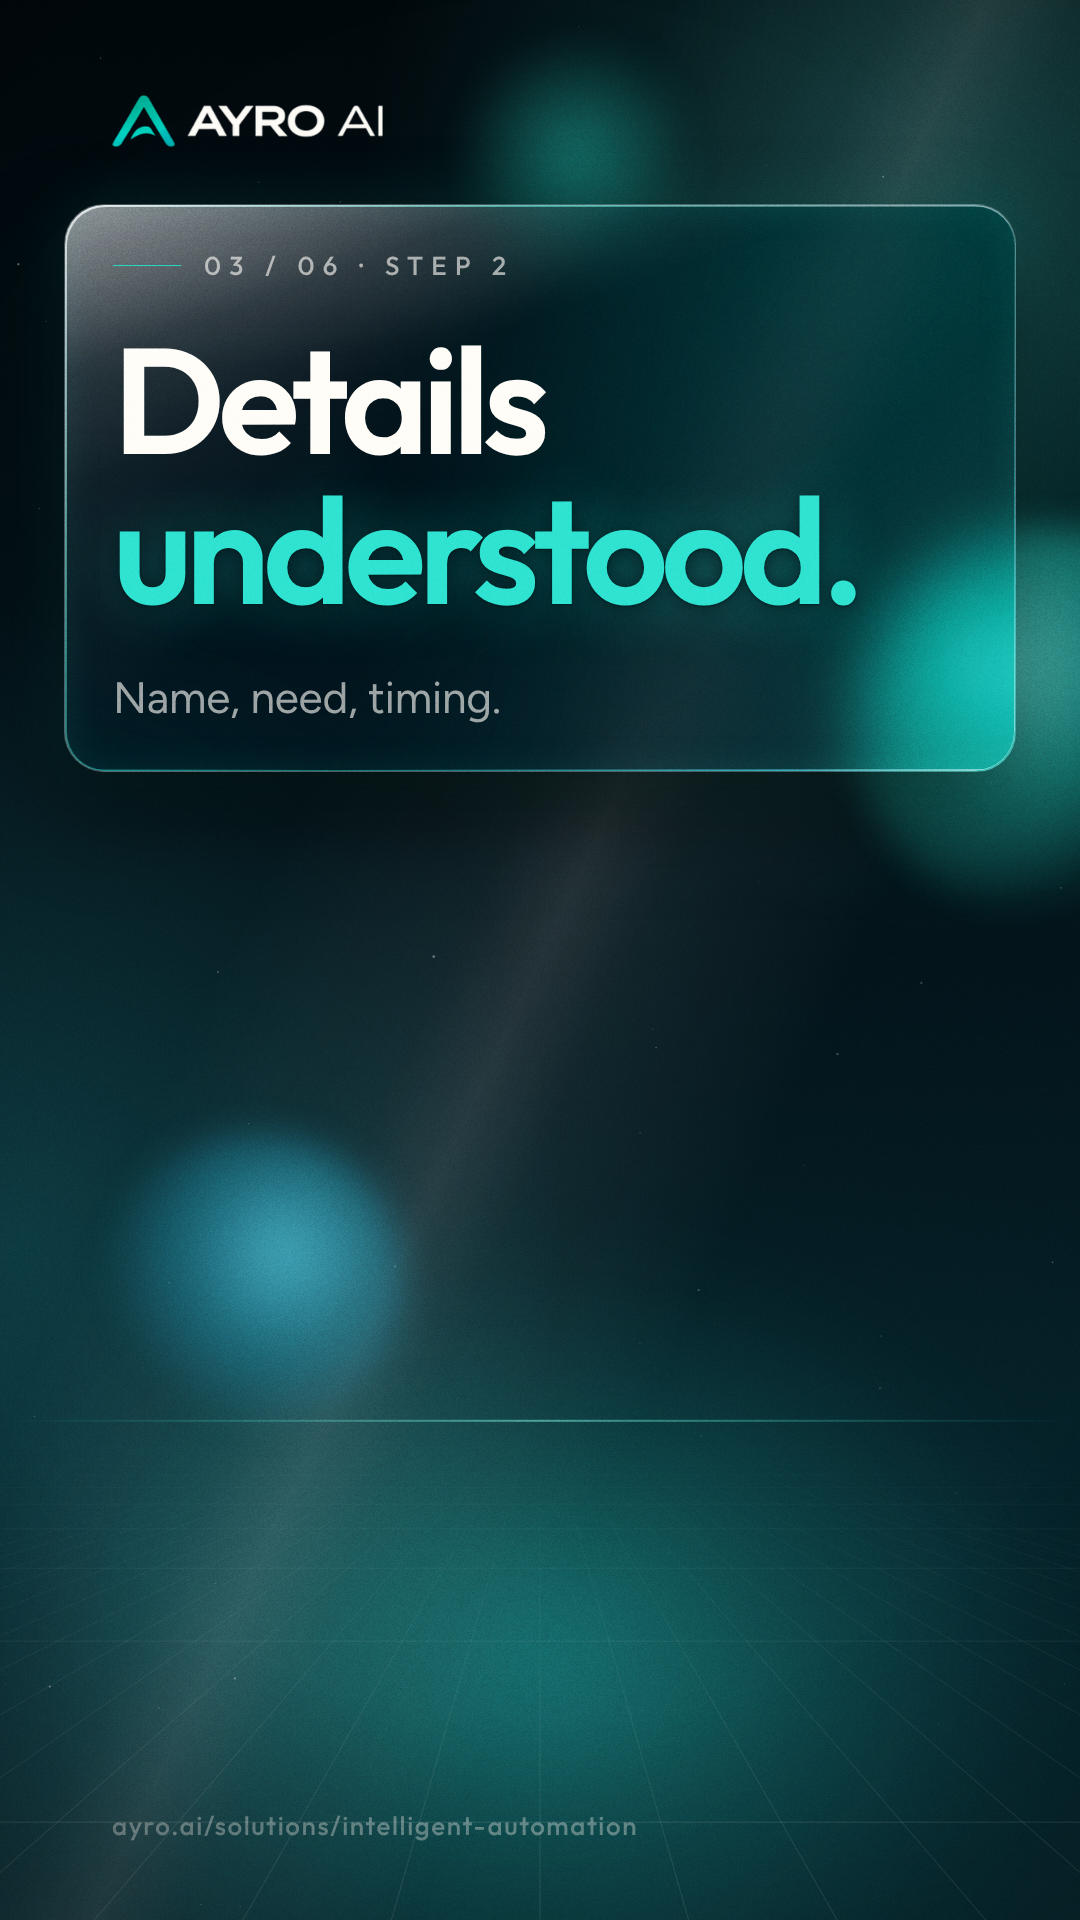 AYRO AI
03 / 06 · STEP 2
Details
understood.
Name, need, timing.
ayro.ai/solutions/intelligent-automation